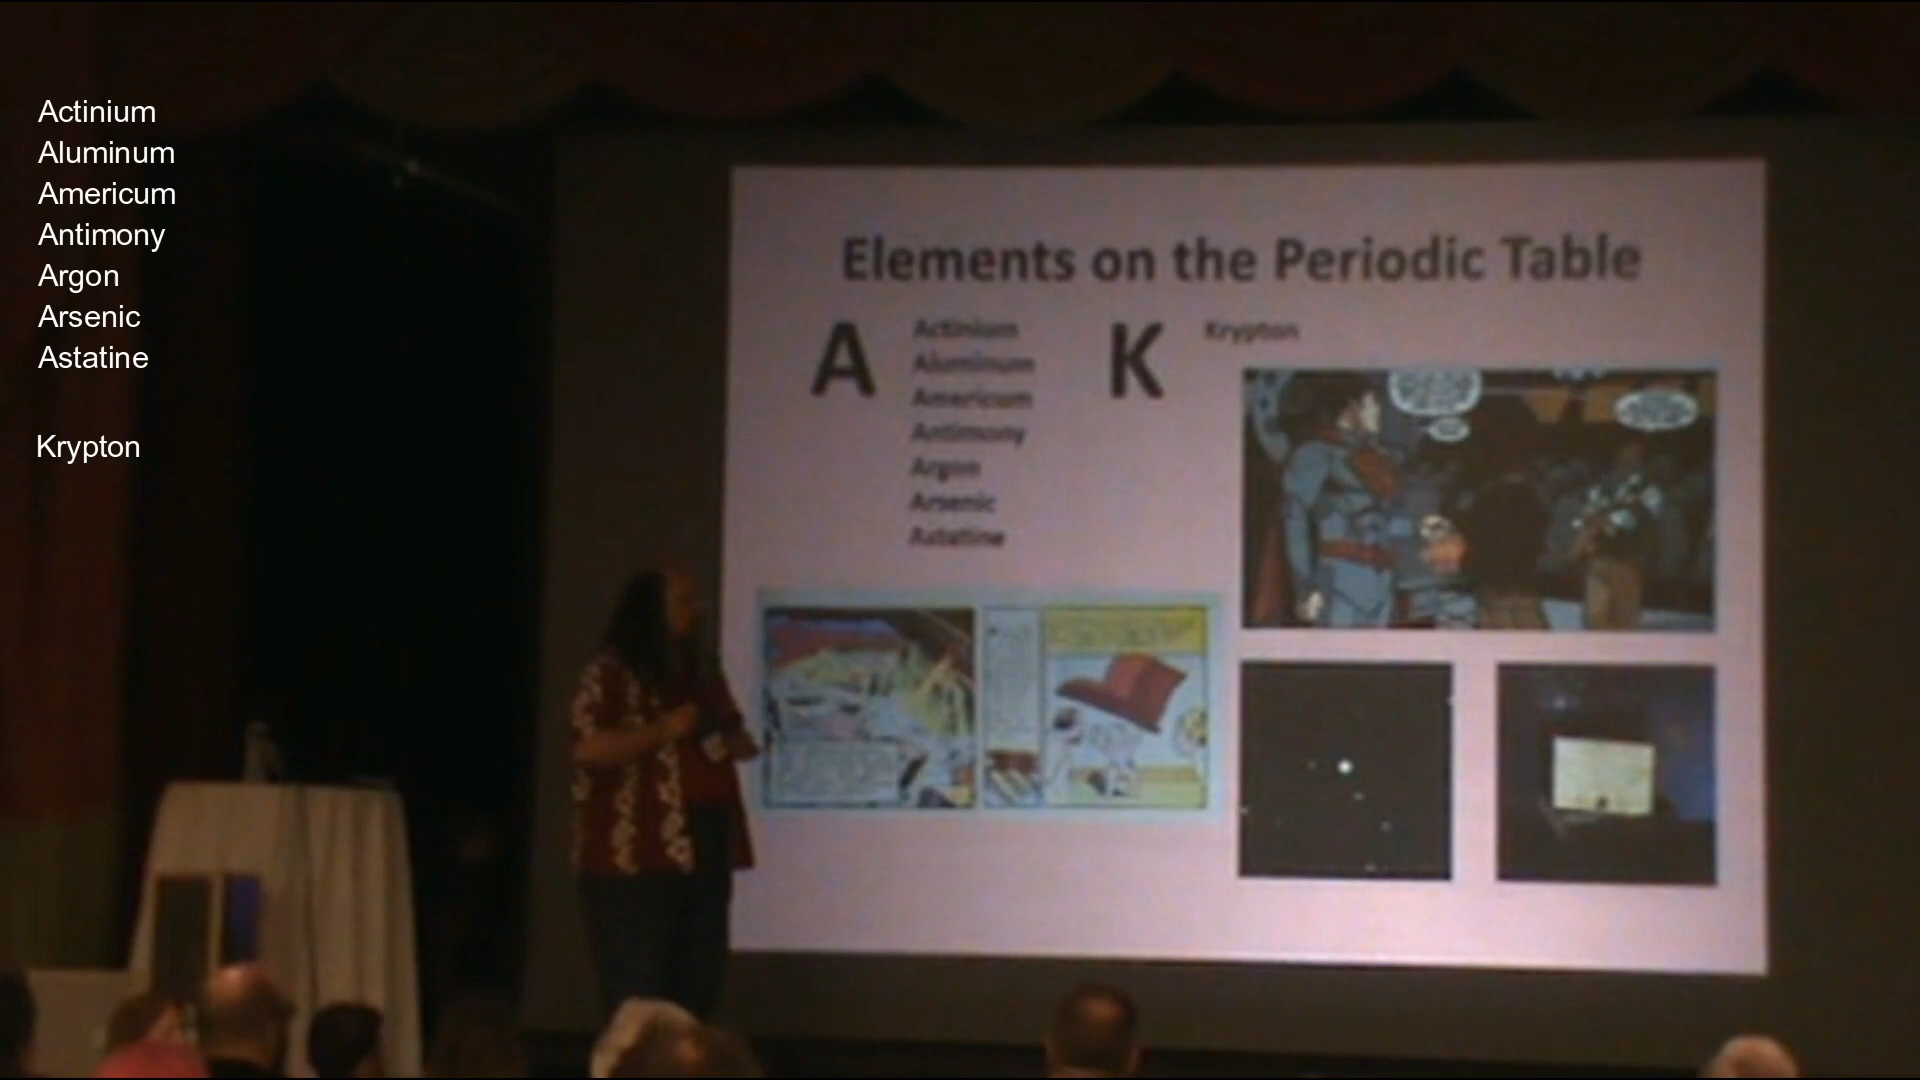 Actinium
Aluminum
Americum
Antimony
Argon
Arsenic
Astatine
Krypton
Elements on the Periodic Table
A
Actinium
Aluminum
Americum
Antimony
Argon
Arsenic
Astatine
K
Krypton